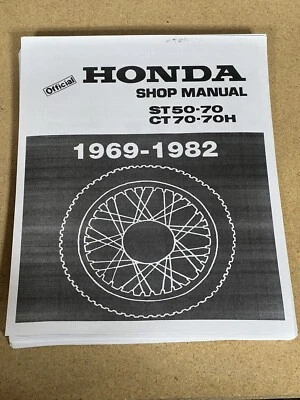 Official
HONDA
SHOP MANUAL
ST50-70
CT70-70H
1969-1982